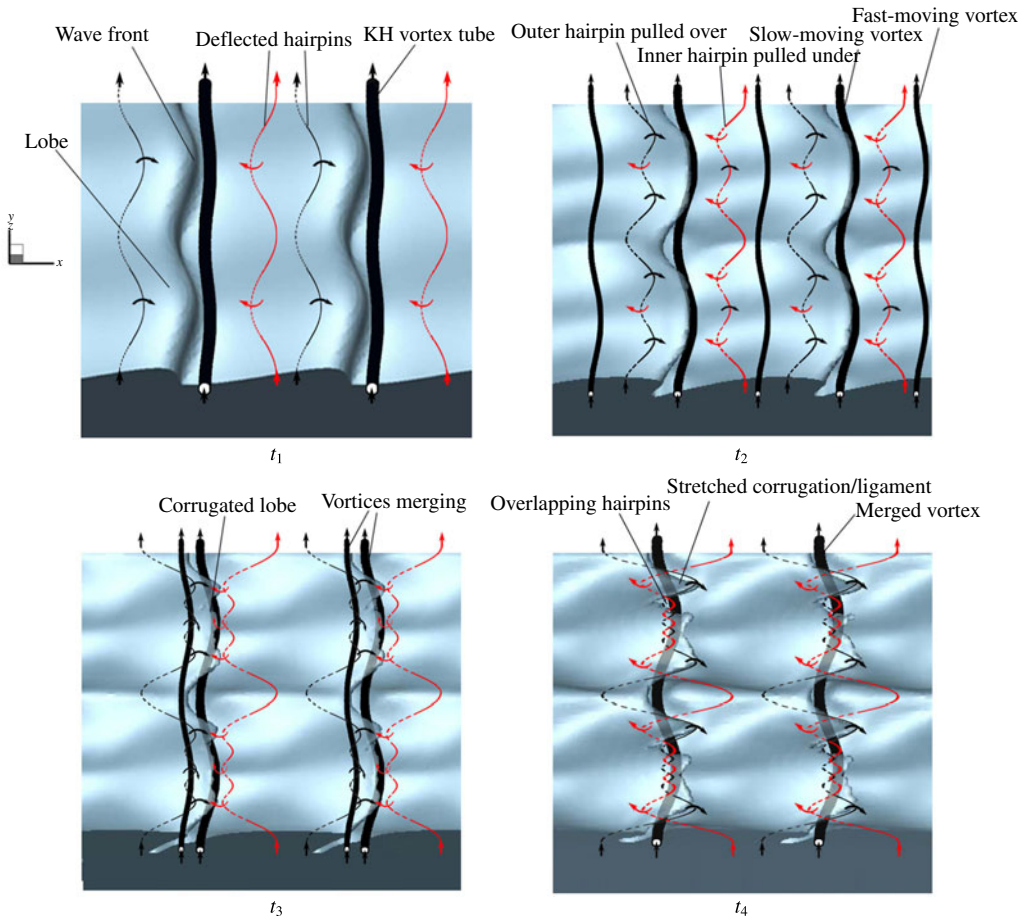 Wave front
Deflected hairpins
KH vortex tube
Lobe
y
z
x
t1
Fast-moving vortex
Outer hairpin pulled over
Slow-moving vortex
Inner hairpin pulled under
t2
Corrugated lobe
Vortices merging
t3
Stretched corrugation/ligament
Overlapping hairpins
Merged vortex
t4